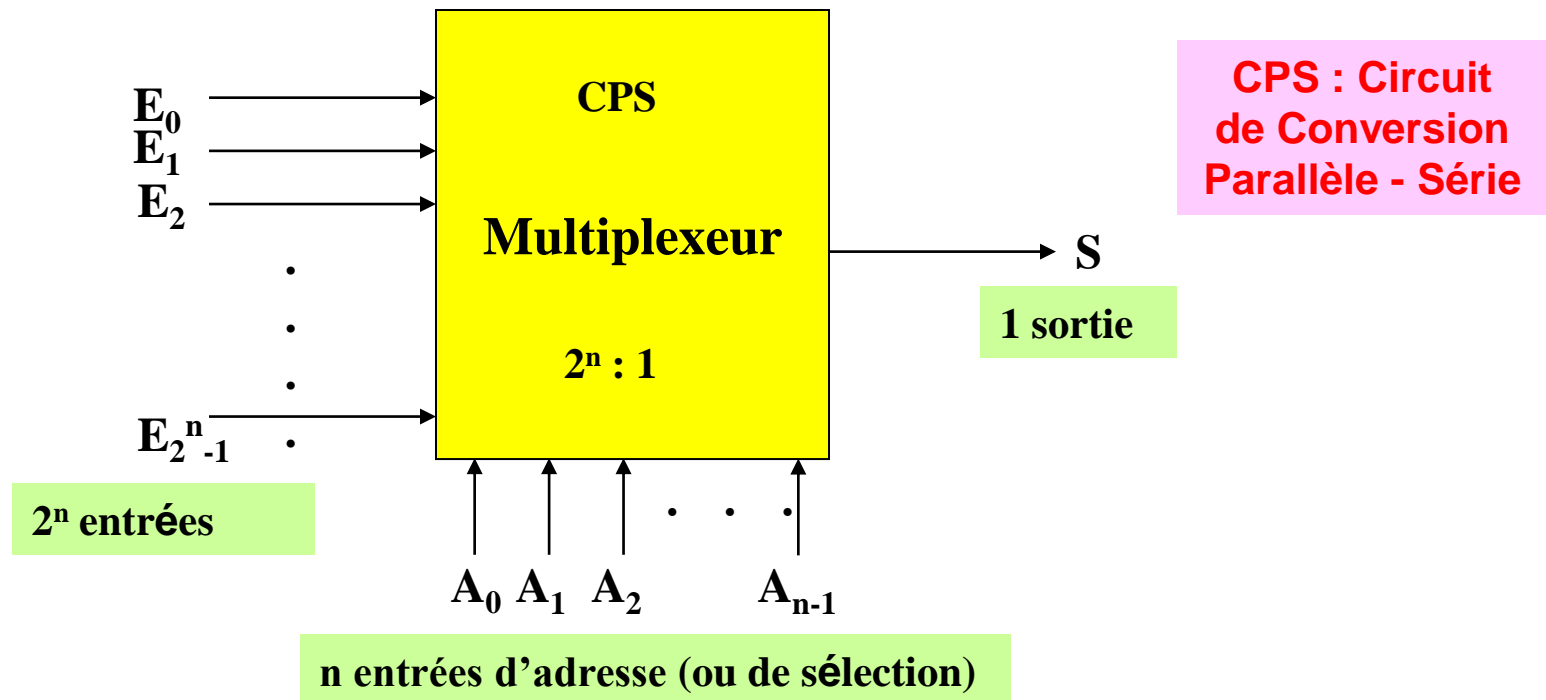 CPS
CPS : Circuit
de Conversion
Parallèle - Série
E₀
E₁
E₂
Multiplexeur
S
1 sortie
2ⁿ : 1
E₂ⁿ₋₁
2ⁿ entrées
A₀ A₁ A₂ Aₙ₋₁
n entrées d’adresse (ou de sélection)